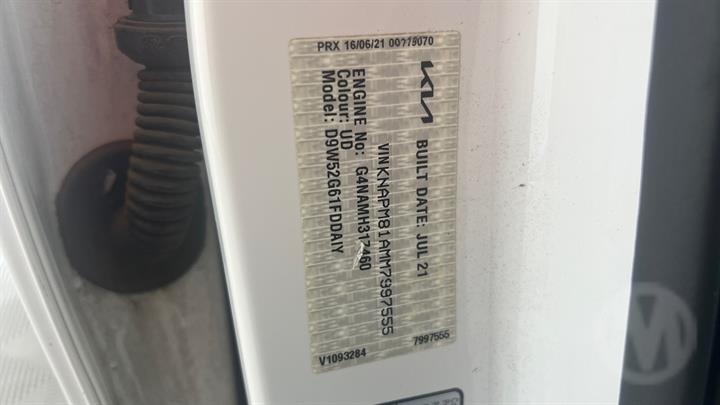 PRX 16/06/21 00779070
KIA
BUILT DATE: JUL 21
VIN KNAPM81AMM7997555
ENGINE No: G4NAMH317460
Colour: UD
Model: D9W52G61FDDAIY
V1093284
7997555
M